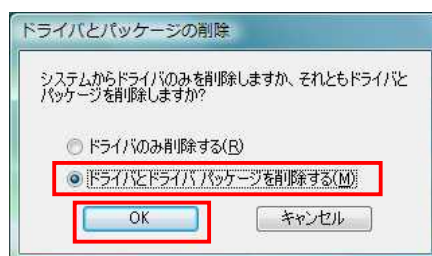 ドライバとパッケージの削除
システムからドライバのみを削除しますか、それともドライバと
パッケージを削除しますか?
ドライバのみ削除する(R)
ドライバとドライバ パッケージを削除する(M)
OK
キャンセル